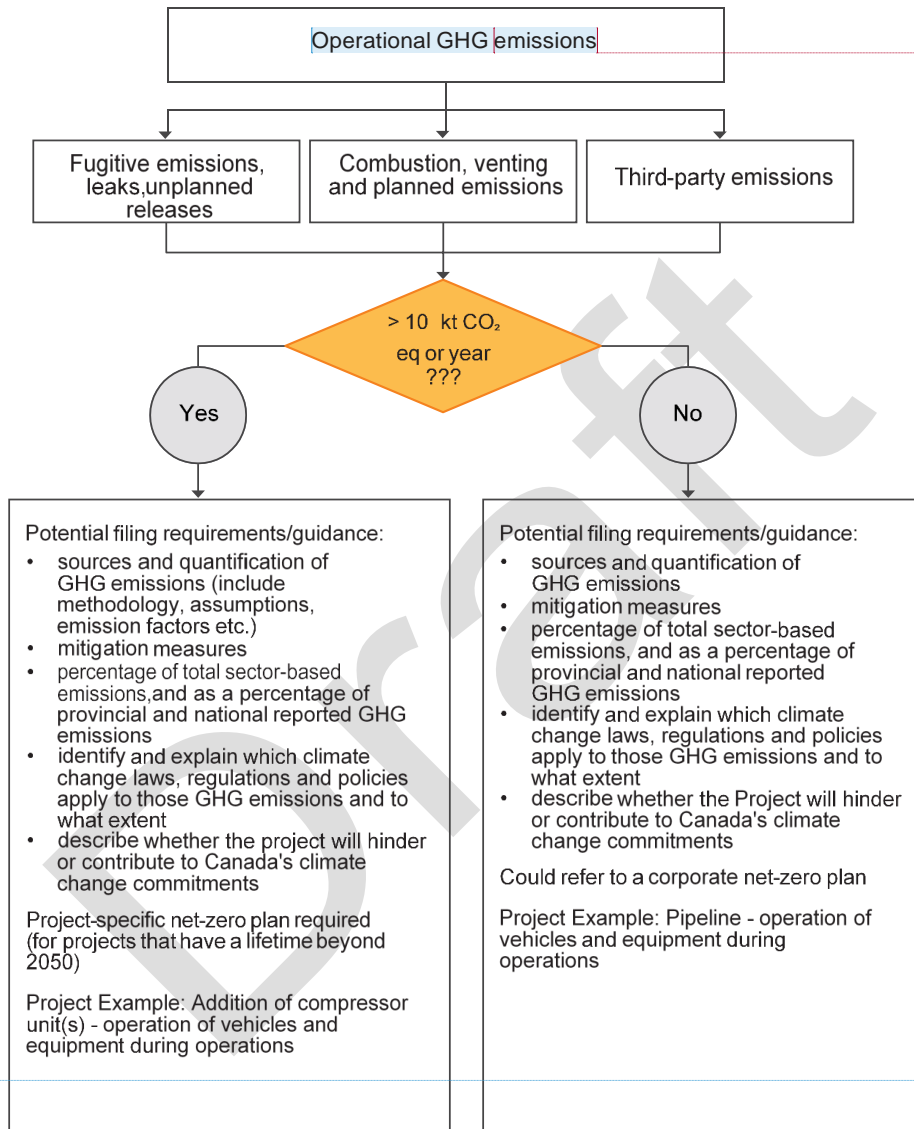 Operational GHG emissions
Fugitive emissions,
leaks,unplanned
releases
Combustion, venting
and planned emissions
Third-party emissions
> 10 kt CO₂
eq or year
???
Yes
No
Potential filing requirements/guidance:
• sources and quantification of
GHG emissions (include
methodology, assumptions,
emission factors etc.)
• mitigation measures
• percentage of total sector-based
emissions,and as a percentage of
provincial and national reported GHG
emissions
• identify and explain which climate
change laws, regulations and policies
apply to those GHG emissions and to
what extent
• describe whether the project will hinder
or contribute to Canada's climate
change commitments
Project-specific net-zero plan required
(for projects that have a lifetime beyond
2050)
Project Example: Addition of compressor
unit(s) - operation of vehicles and
equipment during operations
Potential filing requirements/guidance:
• sources and quantification of
GHG emissions
• mitigation measures
• percentage of total sector-based
emissions, and as a percentage of
provincial and national reported
GHG emissions
• identify and explain which climate
change laws, regulations and policies
apply to those GHG emissions and to
what extent
• describe whether the Project will hinder
or contribute to Canada's climate
change commitments
Could refer to a corporate net-zero plan
Project Example: Pipeline - operation of
vehicles and equipment during
operations
Draft